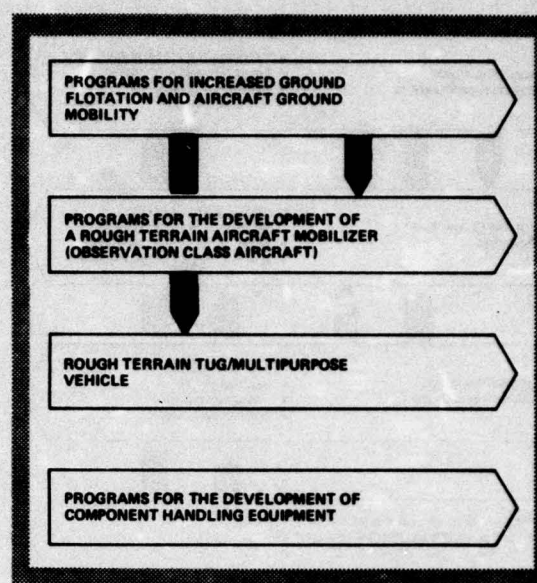 PROGRAMS FOR INCREASED GROUND
FLOTATION AND AIRCRAFT GROUND
MOBILITY
PROGRAMS FOR THE DEVELOPMENT OF
A ROUGH TERRAIN AIRCRAFT MOBILIZER
(OBSERVATION CLASS AIRCRAFT)
ROUGH TERRAIN TUG/MULTIPURPOSE
VEHICLE
PROGRAMS FOR THE DEVELOPMENT OF
COMPONENT HANDLING EQUIPMENT